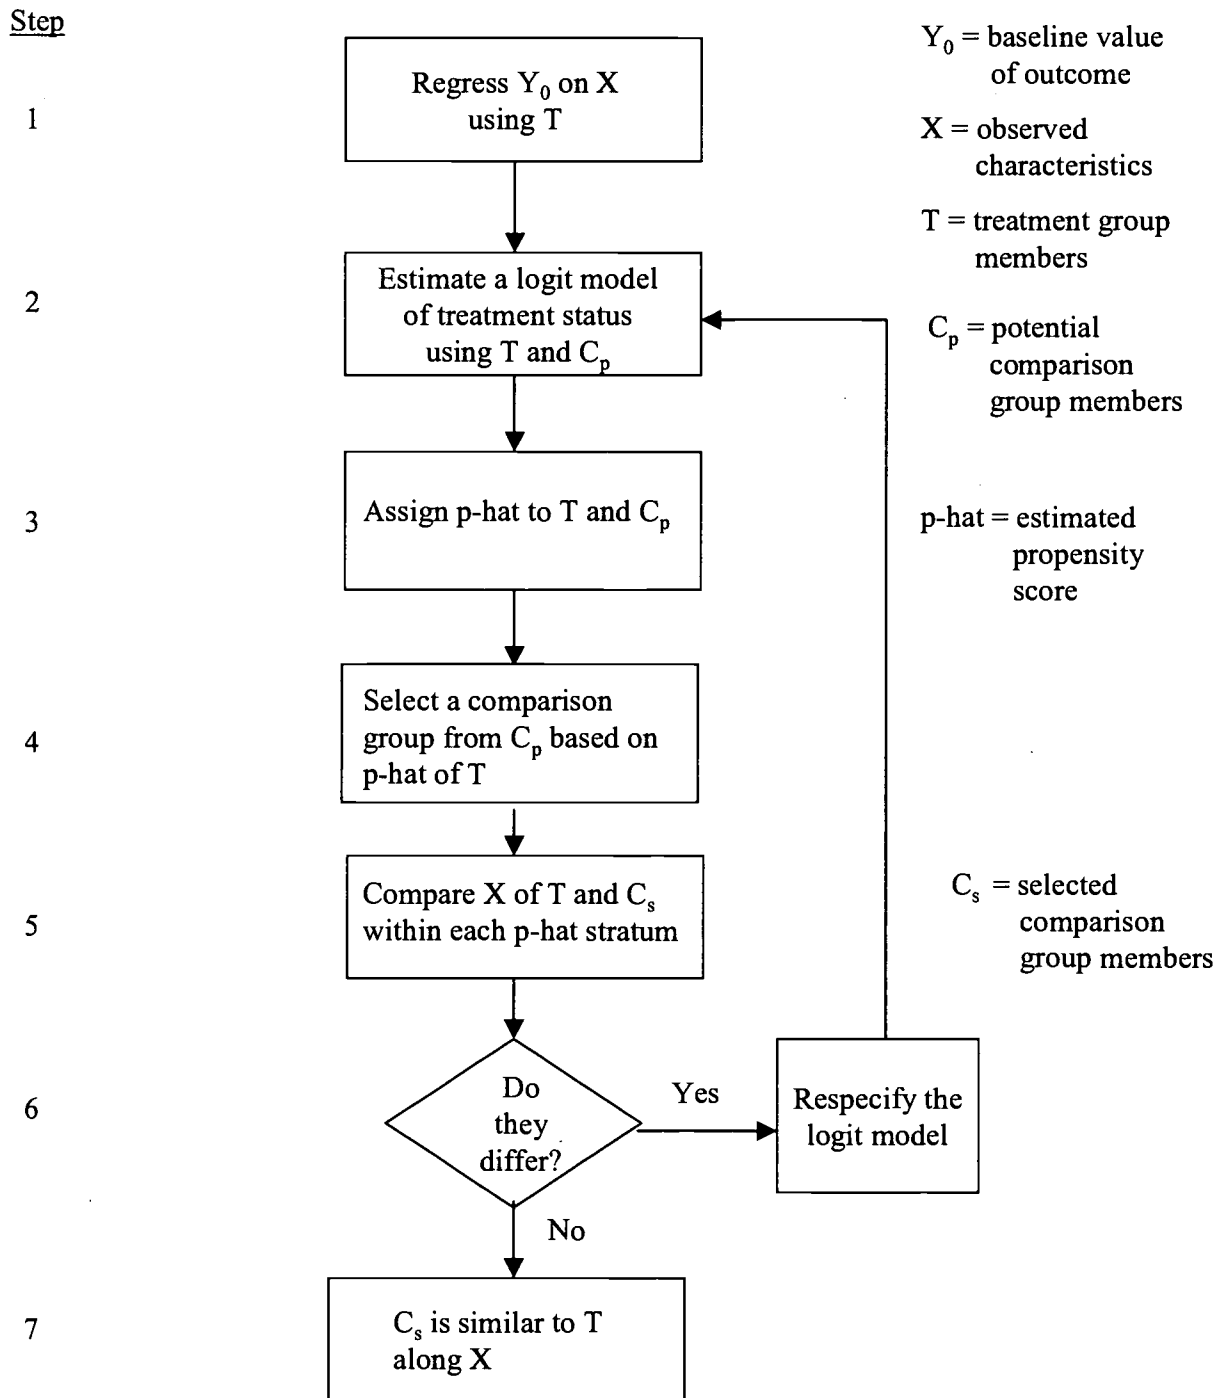 Step
1
Regress Y₀ on X
using T
2
Estimate a logit model
of treatment status
using T and Cₚ
3
Assign p-hat to T and Cₚ
4
Select a comparison
group from Cₚ based on
p-hat of T
5
Compare X of T and Cₛ
within each p-hat stratum
6
Do
they
differ?
Yes
Respecify the
logit model
No
7
Cₛ is similar to T
along X
Y₀ = baseline value
of outcome
X = observed
characteristics
T = treatment group
members
Cₚ = potential
comparison
group members
p-hat = estimated
propensity
score
Cₛ = selected
comparison
group members